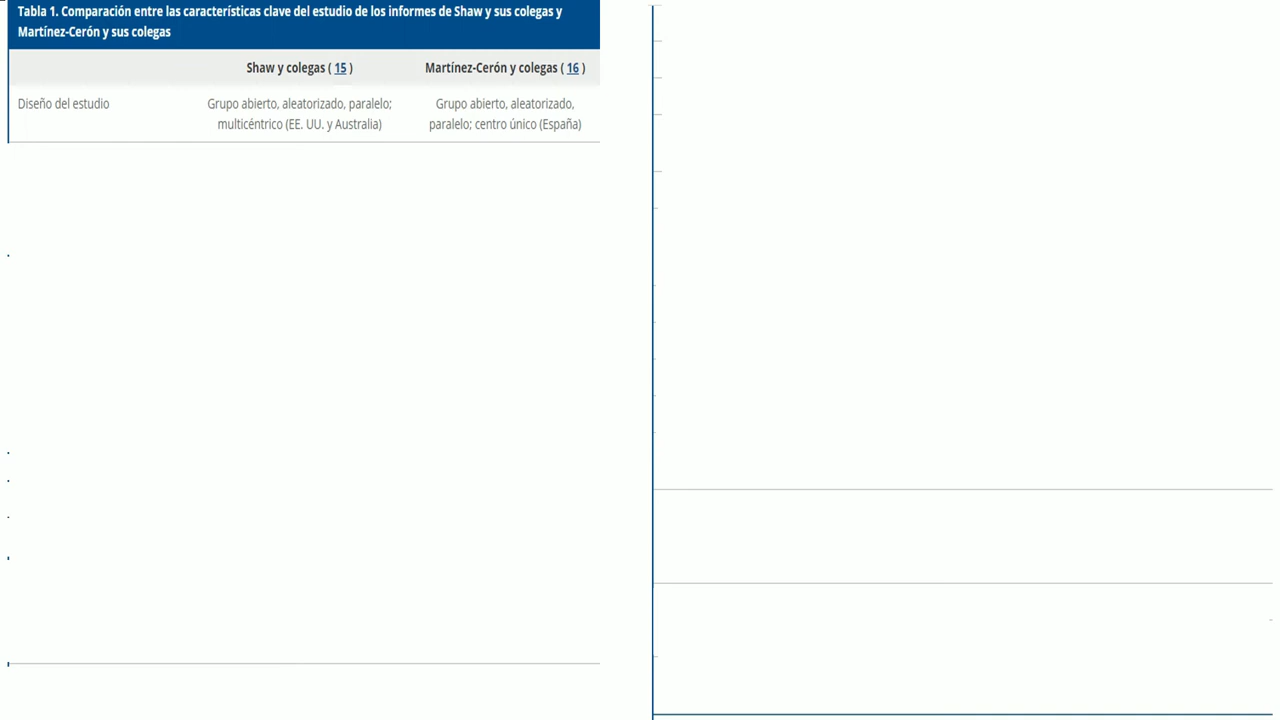 Tabla 1. Comparación entre las características clave del estudio de los informes de Shaw y sus colegas y
Martínez-Cerón y sus colegas
Shaw y colegas ( 15 )
Martínez-Cerón y colegas ( 16 )
Diseño del estudio
Grupo abierto, aleatorizado, paralelo;
multicéntrico (EE. UU. y Australia)
Grupo abierto, aleatorizado,
paralelo; centro único (España)